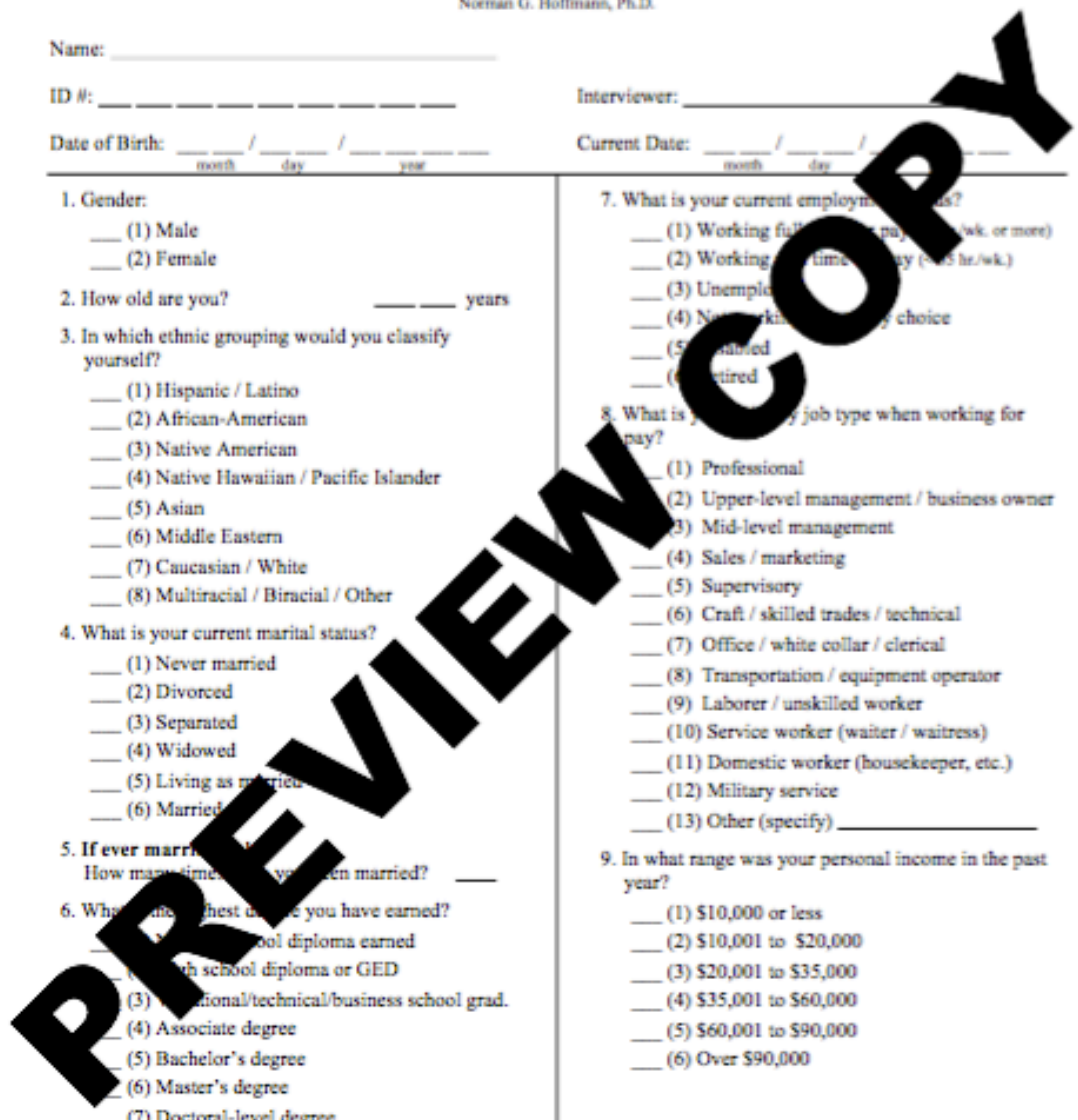 Norman G. Hoffmann, Ph.D.
Name:
ID #:
Interviewer:
Date of Birth: / /
month day year
Current Date: / /
month day
1. Gender:
(1) Male
(2) Female
2. How old are you? years
3. In which ethnic grouping would you classify
yourself?
(1) Hispanic / Latino
(2) African-American
(3) Native American
(4) Native Hawaiian / Pacific Islander
(5) Asian
(6) Middle Eastern
(7) Caucasian / White
(8) Multiracial / Biracial / Other
4. What is your current marital status?
(1) Never married
(2) Divorced
(3) Separated
(4) Widowed
(5) Living as married
(6) Married
5. If ever
How many married?
6. you have earned?
diploma earned
school diploma or GED
(3) school grad.
(4) Associate degree
(5) Bachelor's degree
(6) Master's degree
(7) Doctoral-level degree
7. What is your current
(1) Working /wk. or more)
(2) Working time hr./wk.)
(3)
(4) choice
(5)
8. What is job type when working for
pay?
(1) Professional
(2) Upper-level management / business owner
(3) Mid-level management
(4) Sales / marketing
(5) Supervisory
(6) Craft / skilled trades / technical
(7) Office / white collar / clerical
(8) Transportation / equipment operator
(9) Laborer / unskilled worker
(10) Service worker (waiter / waitress)
(11) Domestic worker (housekeeper, etc.)
(12) Military service
(13) Other (specify)
9. In what range was your personal income in the past
year?
(1) $10,000 or less
(2) $10,001 to $20,000
(3) $20,001 to $35,000
(4) $35,001 to $60,000
(5) $60,001 to $90,000
(6) Over $90,000
PREVIEW COPY